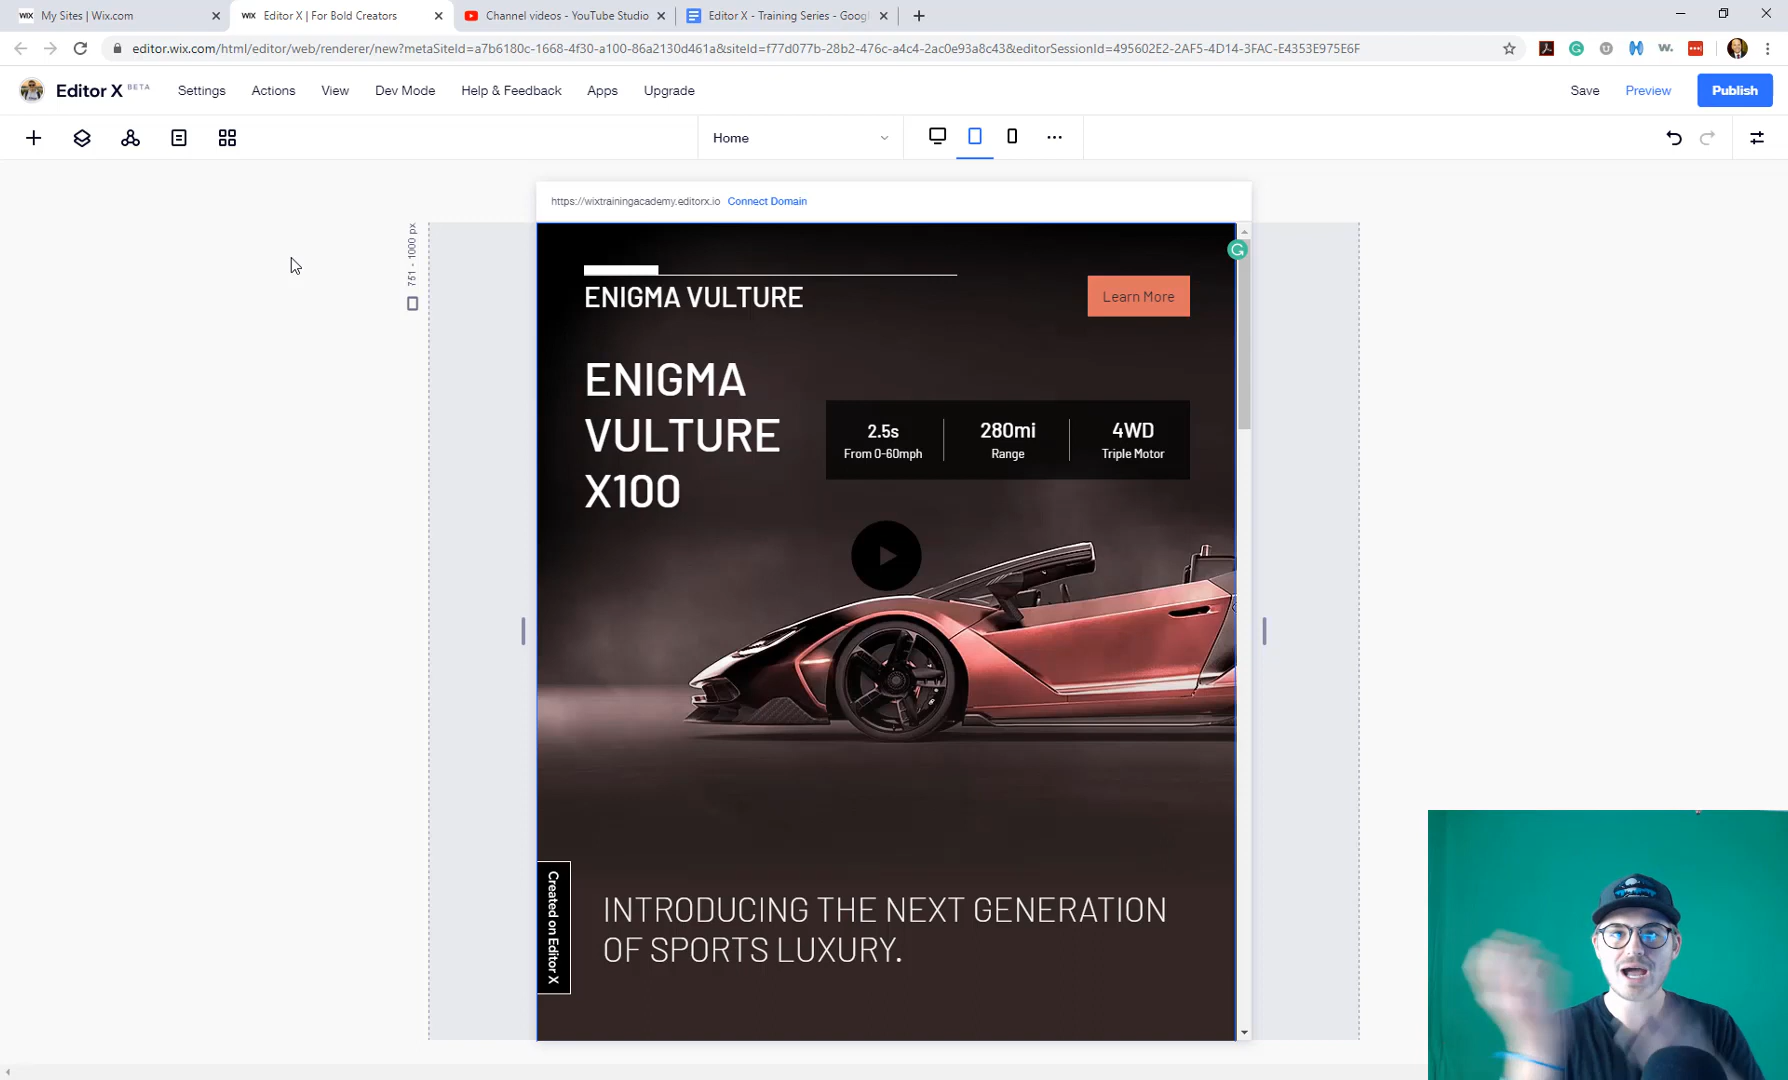 WIX My Sites | Wix.com
WIX Editor X | For Bold Creators
Channel videos - YouTube Studio
Editor X - Training Series - Goog
editor.wix.com/html/editor/web/renderer/new?metaSiteId=a7b6180c-1668-4f30-a100-86a2130d461a&siteId=f77d077b-28b2-476c-a4c4-2ac0e93a8c43&editorSessionId=495602E2-2AF5-4D14-3FAC-E4353E975E6F
Editor X BETA
Settings
Actions
View
Dev Mode
Help & Feedback
Apps
Upgrade
Save
Preview
Publish
Home
https://wixtrainingacademy.editorx.io Connect Domain
751 - 1000 px
ENIGMA VULTURE
Learn More
ENIGMA
VULTURE
X100
2.5s
From 0-60mph
280mi
Range
4WD
Triple Motor
Created on Editor X
INTRODUCING THE NEXT GENERATION
OF SPORTS LUXURY.